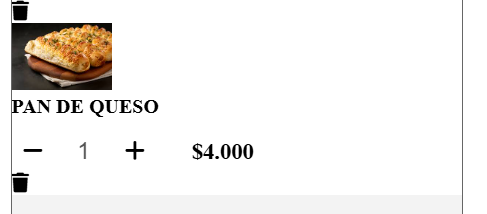 PAN DE QUESO
− 1 + $4.000